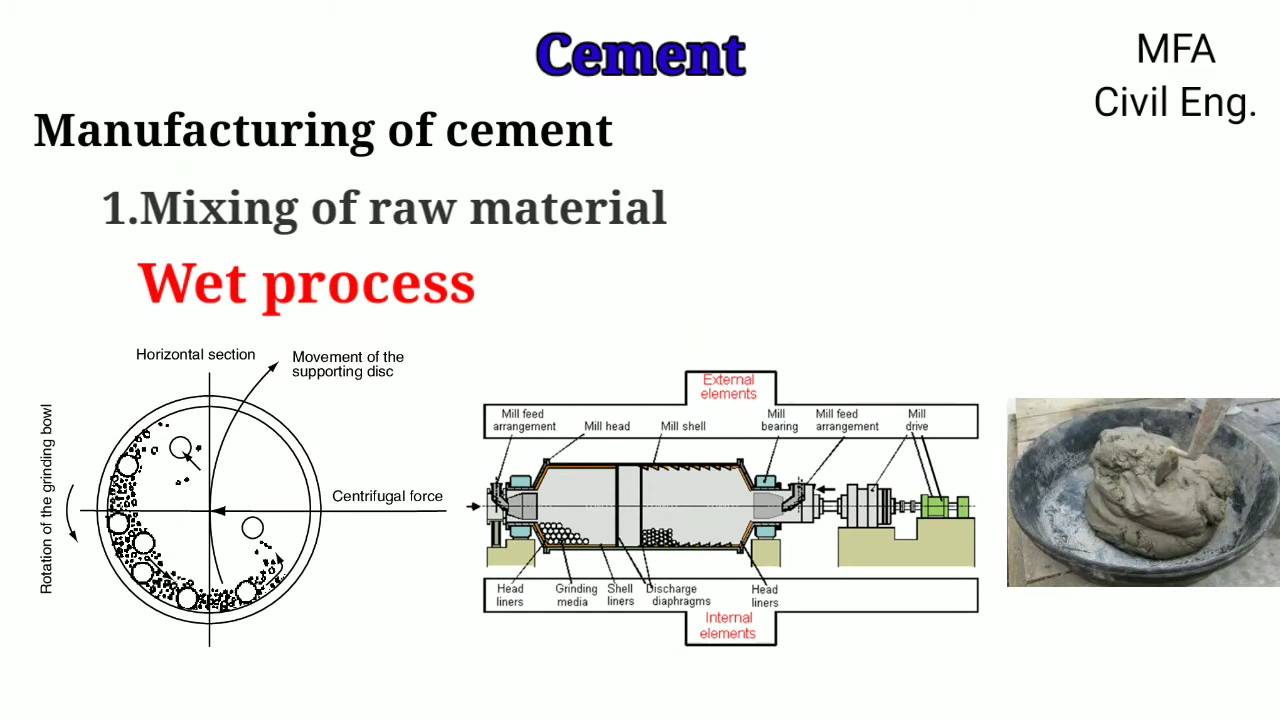 Cement
MFA
Civil Eng.
Manufacturing of cement
1.Mixing of raw material
Wet process
Horizontal section
Movement of the
supporting disc
Rotation of the grinding bowl
Centrifugal force
External
elements
Mill feed
arrangement
Mill head
Mill shell
Mill
bearing
Mill feed
arrangement
Mill
drive
Head
liners
Grinding
media
Shell
liners
Discharge
diaphragms
Head
liners
Internal
elements